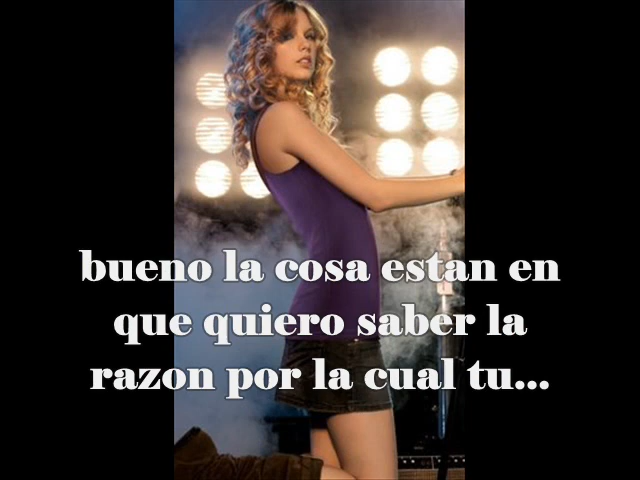 bueno la cosa estan en
que quiero saber la
razon por la cual tu...